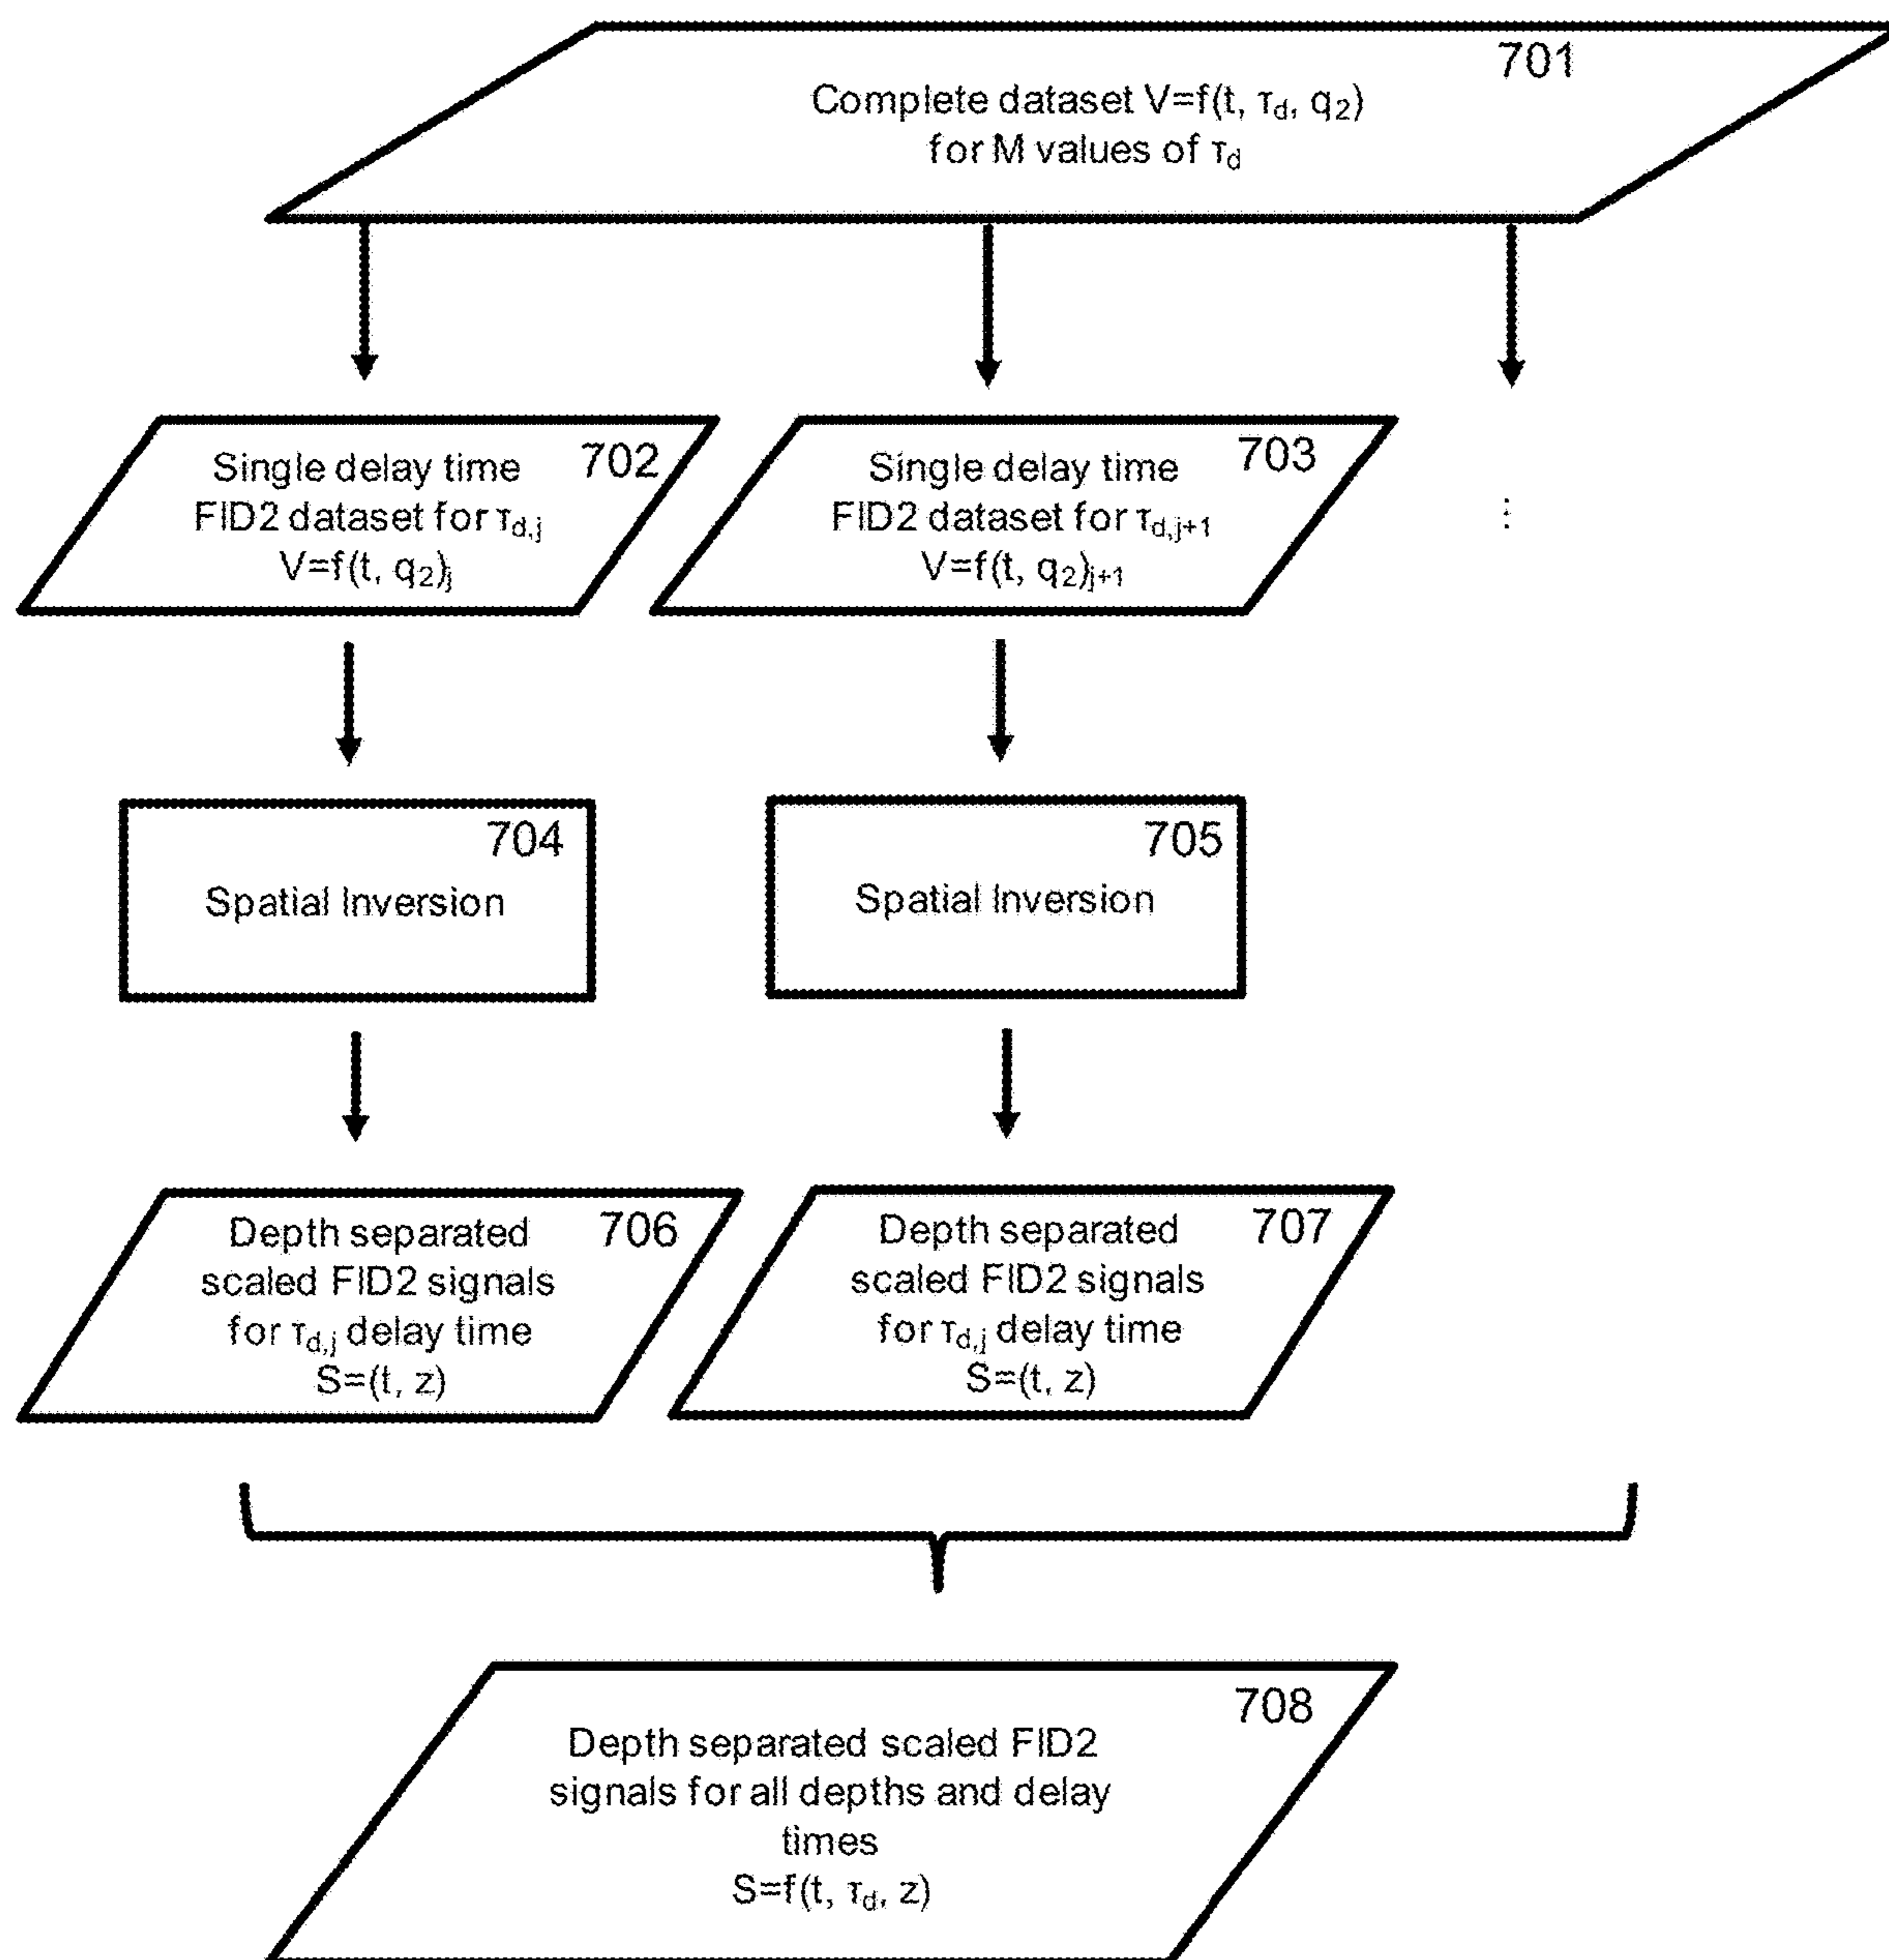 701
Complete dataset V=f(t, τd, q2)
for M values of τd
702
Single delay time
FID2 dataset for τd,j
V=f(t, q2)j
703
Single delay time
FID2 dataset for τd,j+1
V=f(t, q2)j+1
⋮
704
Spatial Inversion
705
Spatial Inversion
706
Depth separated
scaled FID2 signals
for τd,j delay time
S=(t, z)
707
Depth separated
scaled FID2 signals
for τd,j delay time
S=(t, z)
708
Depth separated scaled FID2
signals for all depths and delay
times
S=f(t, τd, z)